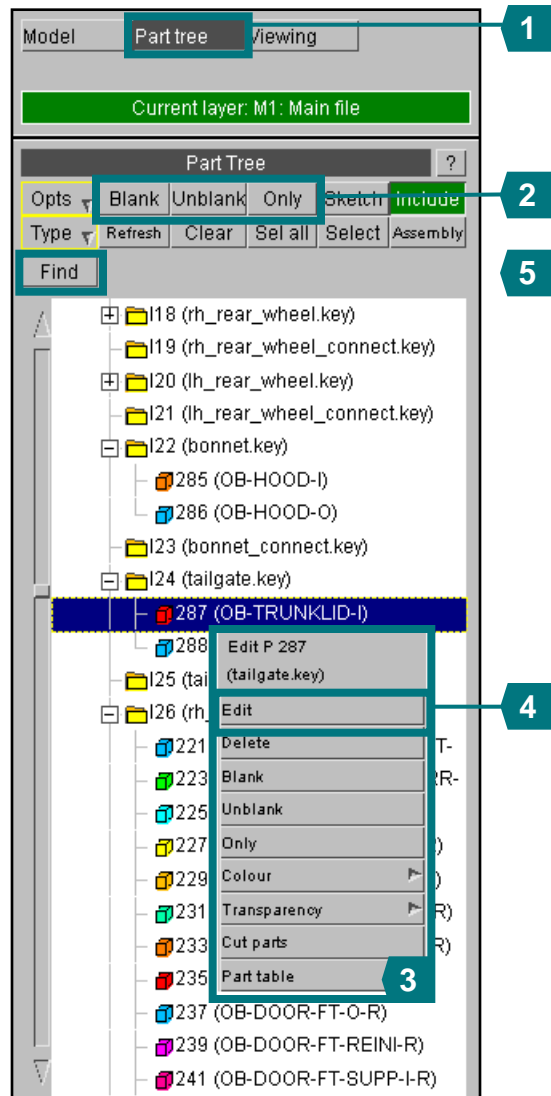 Model Part tree Viewing 1
Current layer: M1: Main file
Part Tree ?
Opts Blank Unblank Only Sketch Include 2
Type Refresh Clear Sel all Select Assembly
Find 5
I18 (rh_rear_wheel.key)
I19 (rh_rear_wheel_connect.key)
I20 (lh_rear_wheel.key)
I21 (lh_rear_wheel_connect.key)
I22 (bonnet.key)
285 (OB-HOOD-I)
286 (OB-HOOD-O)
I23 (bonnet_connect.key)
I24 (tailgate.key)
287 (OB-TRUNKLID-I)
288 Edit P 287
I25 (tai (tailgate.key)
I26 (rh_ Edit 4
221 Delete T-
223 Blank RR-
225 Unblank
227 Only )
229 Colour )
231 Transparency R)
233 Cut parts R)
235 Part table 3
237 (OB-DOOR-FT-O-R)
239 (OB-DOOR-FT-REINI-R)
241 (OB-DOOR-FT-SUPP-I-R)